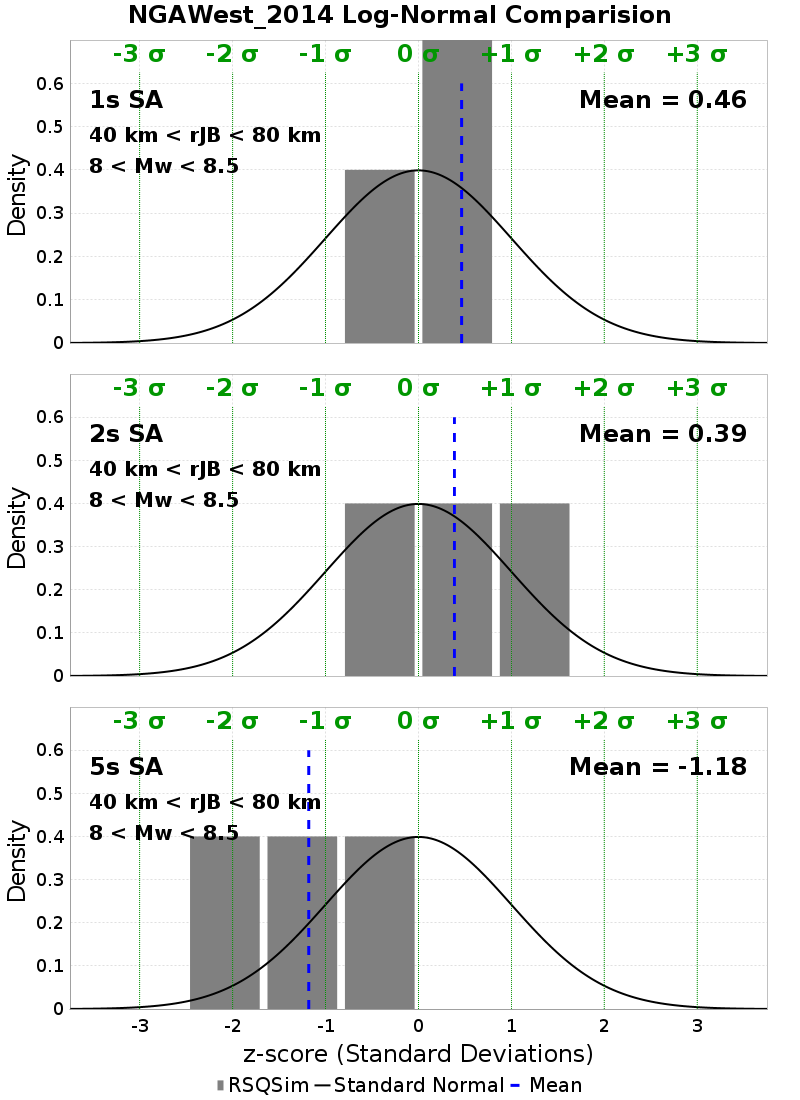 NGAWest_2014 Log-Normal Comparision
-3 σ -2 σ -1 σ 0 σ +1 σ +2 σ +3 σ
0.6
1s SA Mean = 0.46
0.5
40 km < rJB < 80 km
8 < Mw < 8.5
0.4
0.3
0.2
0.1
0
Density
-3 σ -2 σ -1 σ 0 σ +1 σ +2 σ +3 σ
0.6
2s SA Mean = 0.39
0.5
40 km < rJB < 80 km
8 < Mw < 8.5
0.4
0.3
0.2
0.1
0
Density
-3 σ -2 σ -1 σ 0 σ +1 σ +2 σ +3 σ
0.6
5s SA Mean = -1.18
0.5
40 km < rJB < 80 km
8 < Mw < 8.5
0.4
0.3
0.2
0.1
0
Density
-3 -2 -1 0 1 2 3
z-score (Standard Deviations)
RSQSim Standard Normal Mean